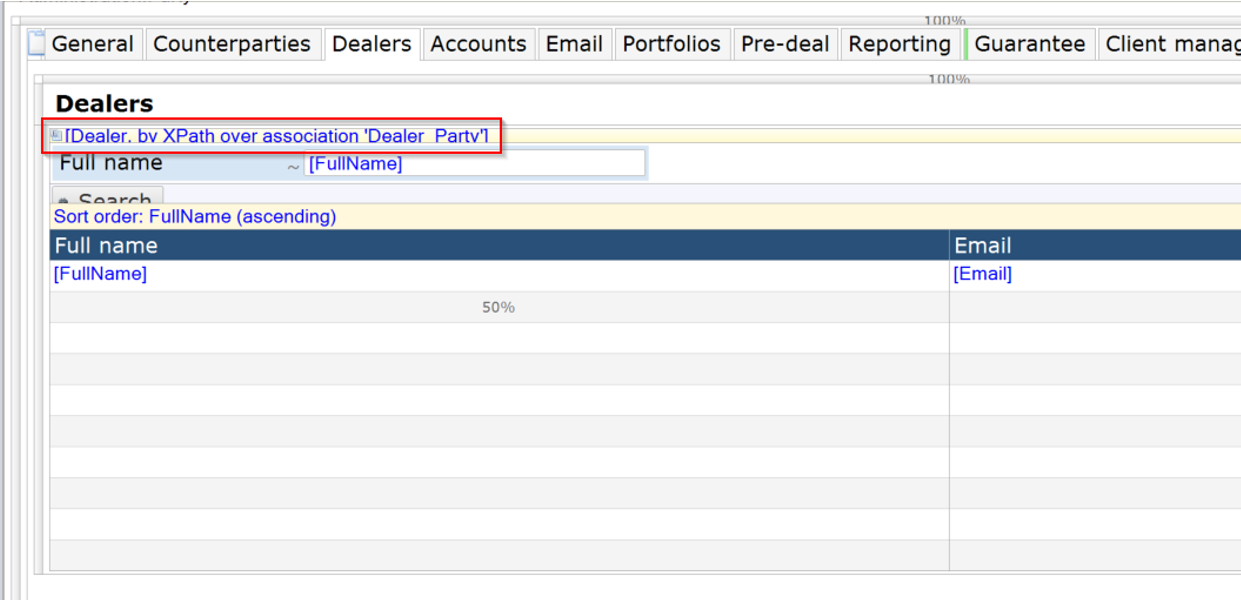 100%
General Counterparties Dealers Accounts Email Portfolios Pre-deal Reporting Guarantee Client manag
100%
Dealers
[Dealer, by XPath over association 'Dealer_Party']
Full name ~ [FullName]
Search
Sort order: FullName (ascending)
Full name Email
[FullName] [Email]
50%